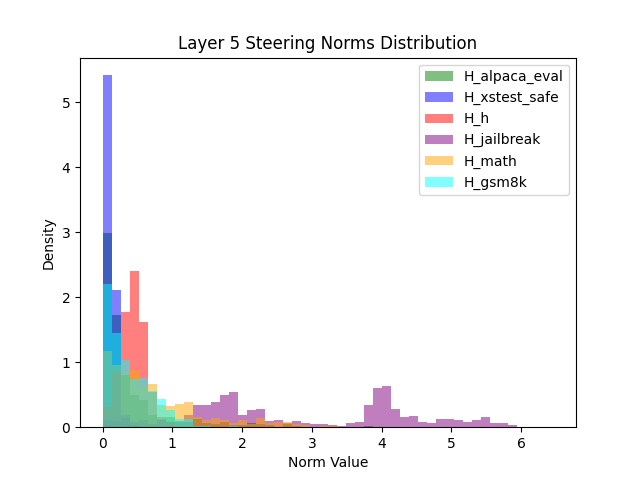 Layer 5 Steering Norms Distribution
H_alpaca_eval
H_xstest_safe
H_h
H_jailbreak
H_math
H_gsm8k
Density
5
4
3
2
1
0
0 1 2 3 4 5 6
Norm Value